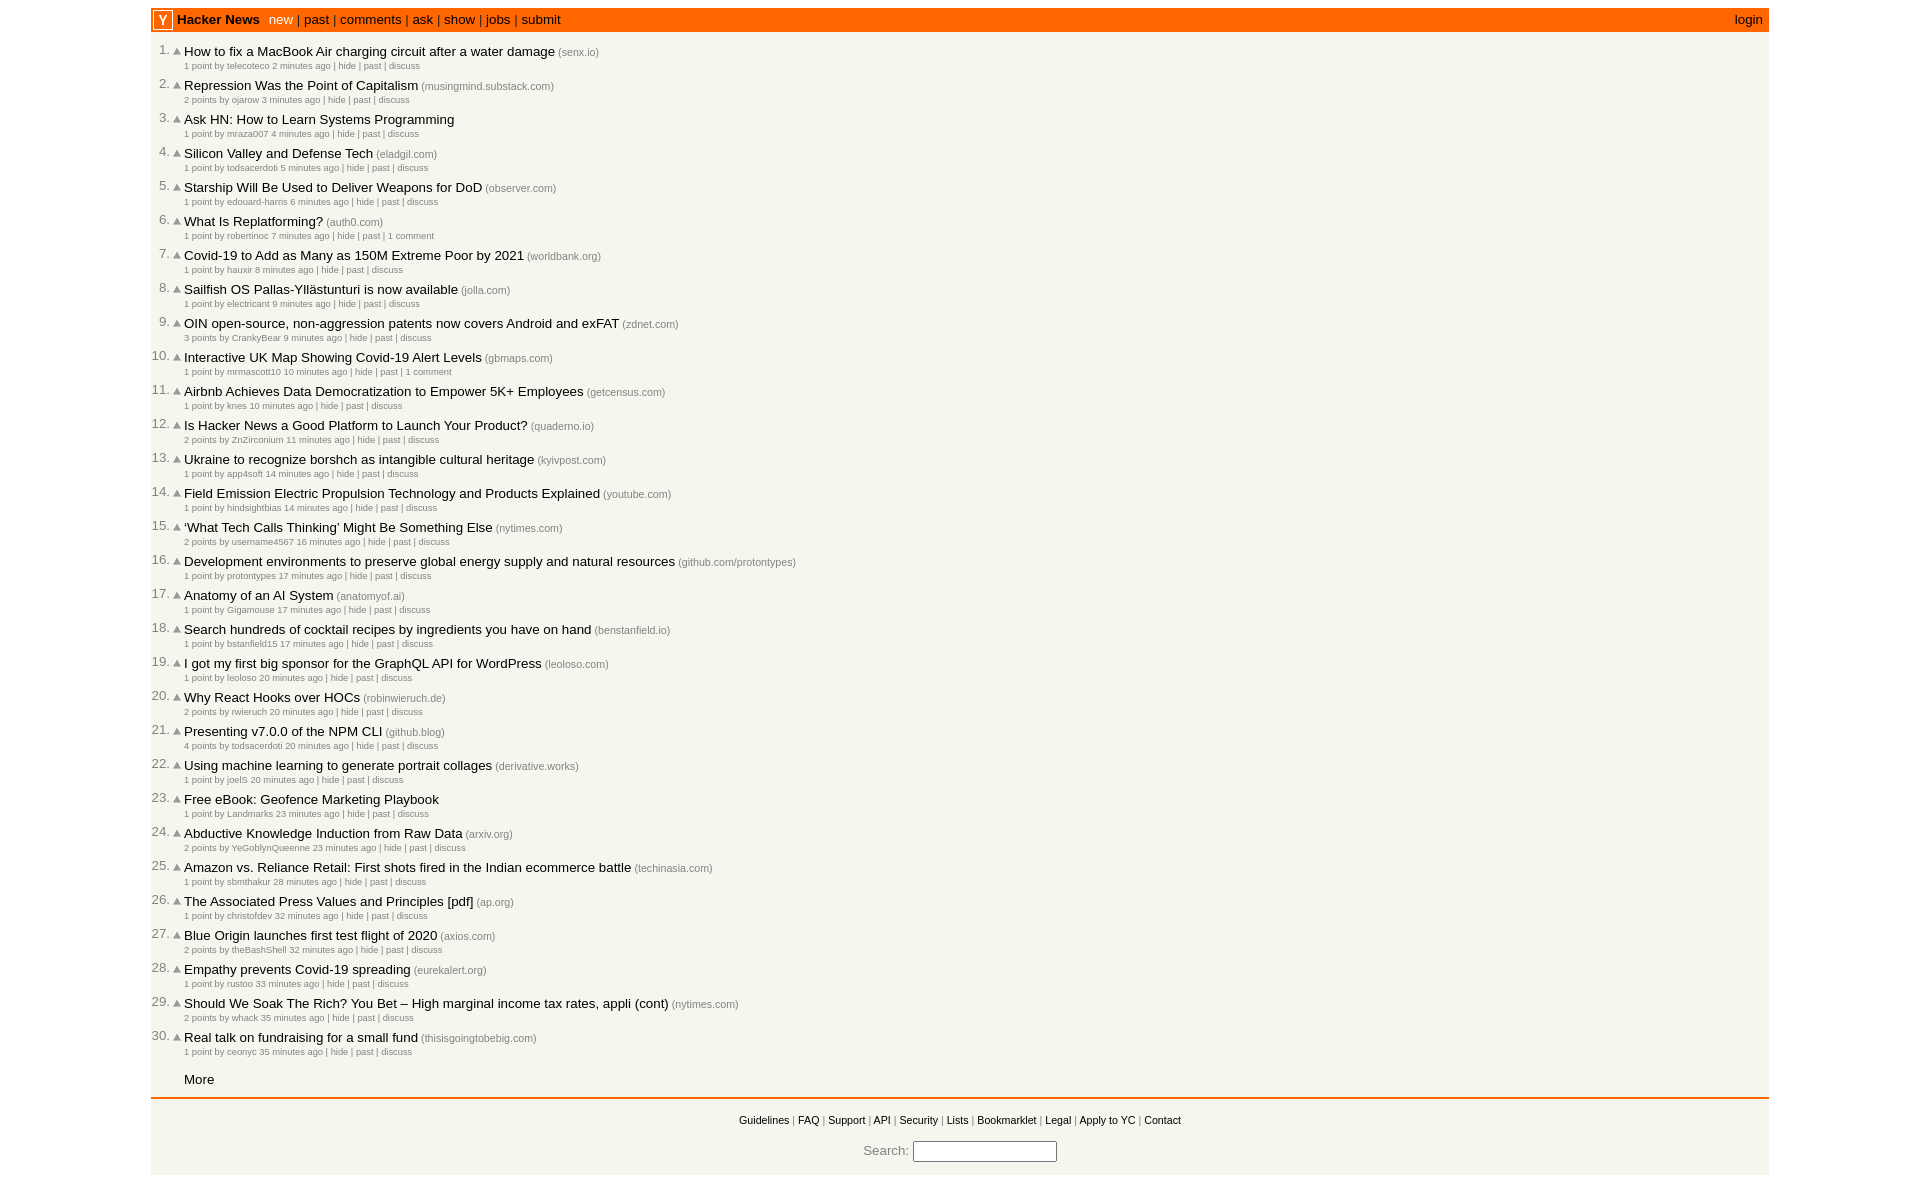 Y Hacker News new | past | comments | ask | show | jobs | submit login
1. How to fix a MacBook Air charging circuit after a water damage (senx.io)
1 point by telecoteco 2 minutes ago | hide | past | discuss
2. Repression Was the Point of Capitalism (musingmind.substack.com)
2 points by ojarow 3 minutes ago | hide | past | discuss
3. Ask HN: How to Learn Systems Programming
1 point by mraza007 4 minutes ago | hide | past | discuss
4. Silicon Valley and Defense Tech (eladgil.com)
1 point by todsacerdoti 5 minutes ago | hide | past | discuss
5. Starship Will Be Used to Deliver Weapons for DoD (observer.com)
1 point by edouard-harris 6 minutes ago | hide | past | discuss
6. What Is Replatforming? (auth0.com)
1 point by robertinoc 7 minutes ago | hide | past | 1 comment
7. Covid-19 to Add as Many as 150M Extreme Poor by 2021 (worldbank.org)
1 point by hauxir 8 minutes ago | hide | past | discuss
8. Sailfish OS Pallas-Yllästunturi is now available (jolla.com)
1 point by electricant 9 minutes ago | hide | past | discuss
9. OIN open-source, non-aggression patents now covers Android and exFAT (zdnet.com)
3 points by CrankyBear 9 minutes ago | hide | past | discuss
10. Interactive UK Map Showing Covid-19 Alert Levels (gbmaps.com)
1 point by mrmascott10 10 minutes ago | hide | past | 1 comment
11. Airbnb Achieves Data Democratization to Empower 5K+ Employees (getcensus.com)
1 point by knes 10 minutes ago | hide | past | discuss
12. Is Hacker News a Good Platform to Launch Your Product? (quaderno.io)
2 points by ZnZirconium 11 minutes ago | hide | past | discuss
13. Ukraine to recognize borshch as intangible cultural heritage (kyivpost.com)
1 point by app4soft 14 minutes ago | hide | past | discuss
14. Field Emission Electric Propulsion Technology and Products Explained (youtube.com)
1 point by hindsightbias 14 minutes ago | hide | past | discuss
15. ‘What Tech Calls Thinking’ Might Be Something Else (nytimes.com)
2 points by username4567 16 minutes ago | hide | past | discuss
16. Development environments to preserve global energy supply and natural resources (github.com/protontypes)
1 point by protontypes 17 minutes ago | hide | past | discuss
17. Anatomy of an AI System (anatomyof.ai)
1 point by Gigamouse 17 minutes ago | hide | past | discuss
18. Search hundreds of cocktail recipes by ingredients you have on hand (benstanfield.io)
1 point by bstanfield15 17 minutes ago | hide | past | discuss
19. I got my first big sponsor for the GraphQL API for WordPress (leoloso.com)
1 point by leoloso 20 minutes ago | hide | past | discuss
20. Why React Hooks over HOCs (robinwieruch.de)
2 points by rwieruch 20 minutes ago | hide | past | discuss
21. Presenting v7.0.0 of the NPM CLI (github.blog)
4 points by todsacerdoti 20 minutes ago | hide | past | discuss
22. Using machine learning to generate portrait collages (derivative.works)
1 point by joelS 20 minutes ago | hide | past | discuss
23. Free eBook: Geofence Marketing Playbook
1 point by Landmarks 23 minutes ago | hide | past | discuss
24. Abductive Knowledge Induction from Raw Data (arxiv.org)
2 points by YeGoblynQueenne 23 minutes ago | hide | past | discuss
25. Amazon vs. Reliance Retail: First shots fired in the Indian ecommerce battle (techinasia.com)
1 point by sbmthakur 28 minutes ago | hide | past | discuss
26. The Associated Press Values and Principles [pdf] (ap.org)
1 point by christofdev 32 minutes ago | hide | past | discuss
27. Blue Origin launches first test flight of 2020 (axios.com)
2 points by theBashShell 32 minutes ago | hide | past | discuss
28. Empathy prevents Covid-19 spreading (eurekalert.org)
1 point by rustoo 33 minutes ago | hide | past | discuss
29. Should We Soak The Rich? You Bet – High marginal income tax rates, appli (cont) (nytimes.com)
2 points by whack 35 minutes ago | hide | past | discuss
30. Real talk on fundraising for a small fund (thisisgoingtobebig.com)
1 point by ceonyc 35 minutes ago | hide | past | discuss
More
Guidelines | FAQ | Support | API | Security | Lists | Bookmarklet | Legal | Apply to YC | Contact
Search: